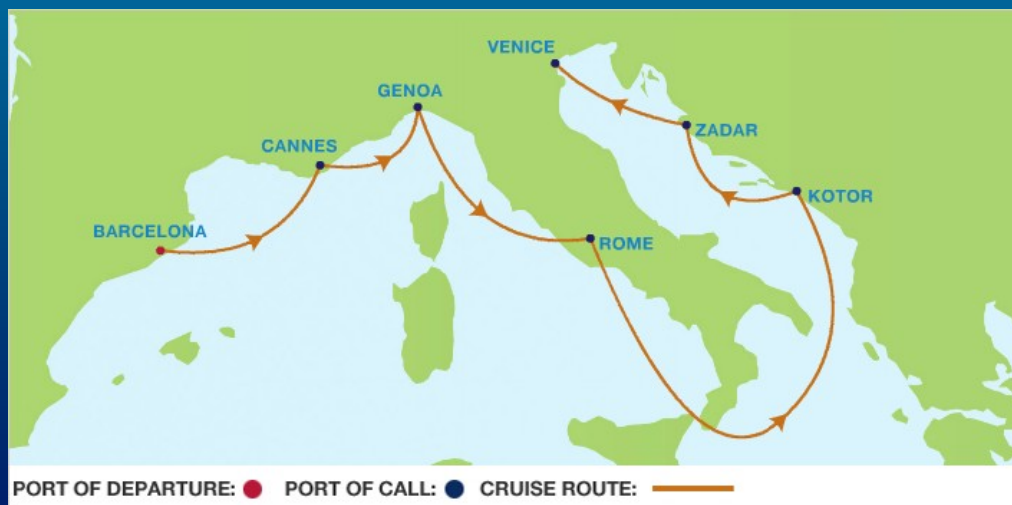 VENICE
GENOA
ZADAR
CANNES
KOTOR
BARCELONA
ROME
PORT OF DEPARTURE: PORT OF CALL: CRUISE ROUTE: